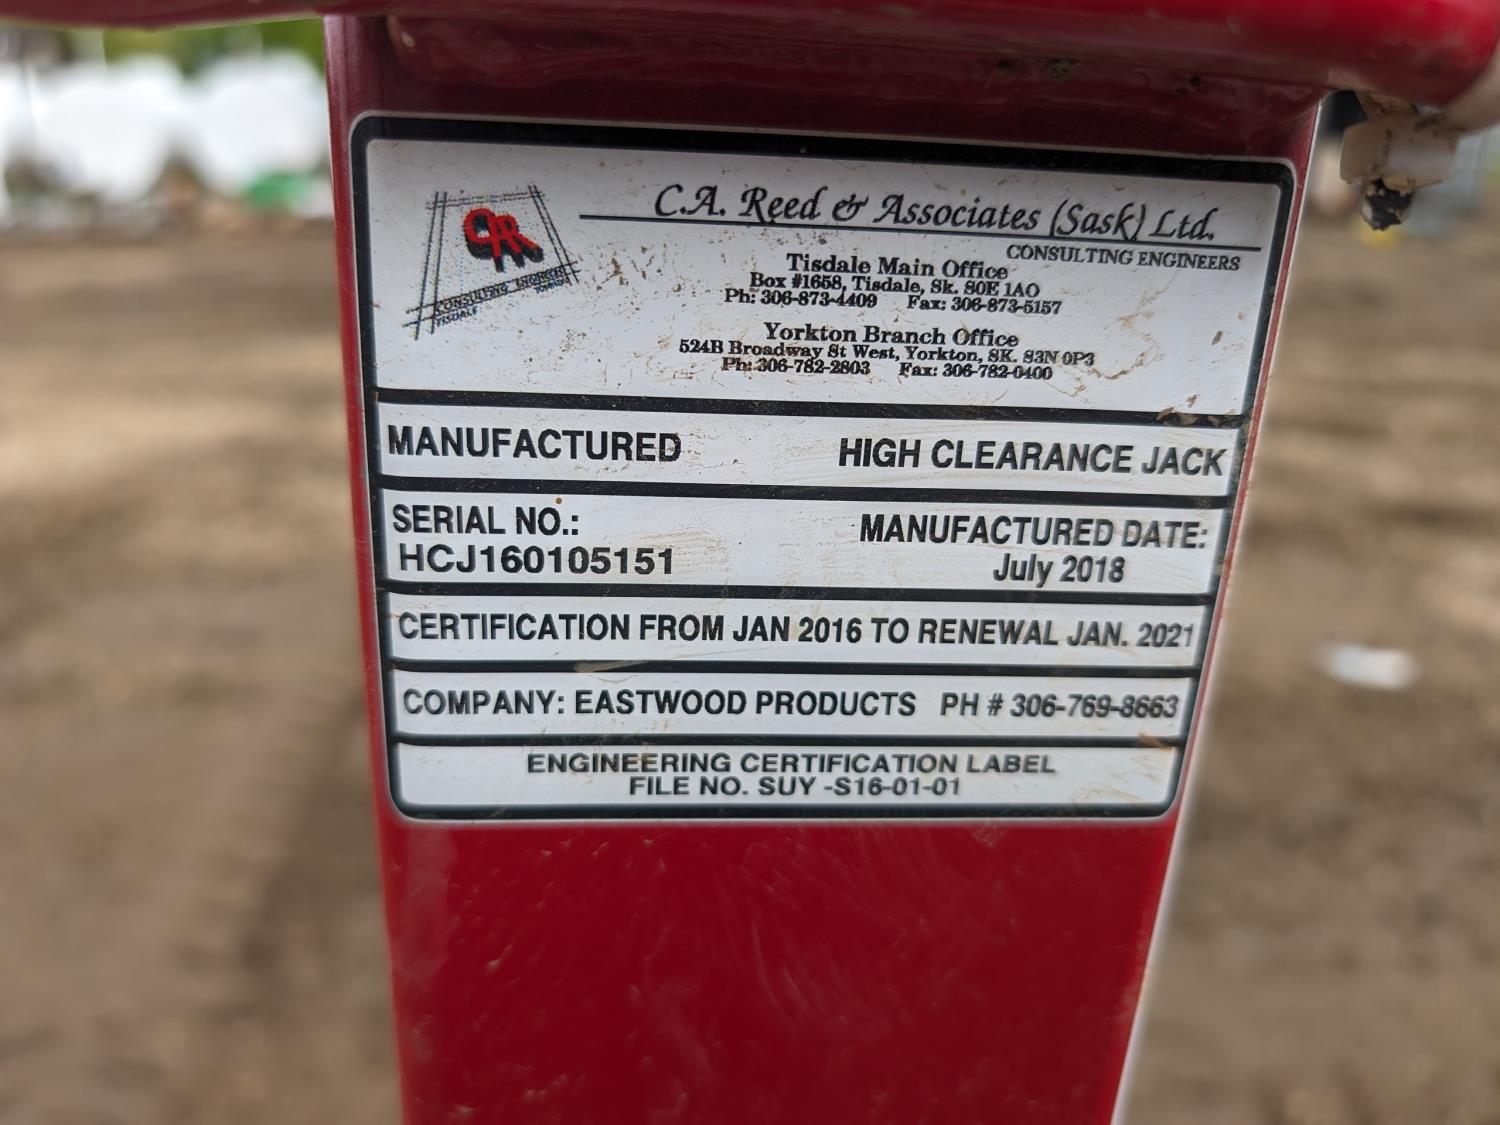 CAR
CONSULTING ENGINEERS
TISDALE
C.A. Reed & Associates (Sask) Ltd.
CONSULTING ENGINEERS
Tisdale Main Office
Box #1658, Tisdale, Sk. S0E 1A0
Ph: 306-873-4409 Fax: 306-873-5157
Yorkton Branch Office
524B Broadway St West, Yorkton, SK. S3N 0P3
Ph: 306-782-2803 Fax: 306-782-0400
MANUFACTURED HIGH CLEARANCE JACK
SERIAL NO.: MANUFACTURED DATE:
HCJ160105151 July 2018
CERTIFICATION FROM JAN 2016 TO RENEWAL JAN. 2021
COMPANY: EASTWOOD PRODUCTS PH # 306-769-8663
ENGINEERING CERTIFICATION LABEL
FILE NO. SUY -S16-01-01